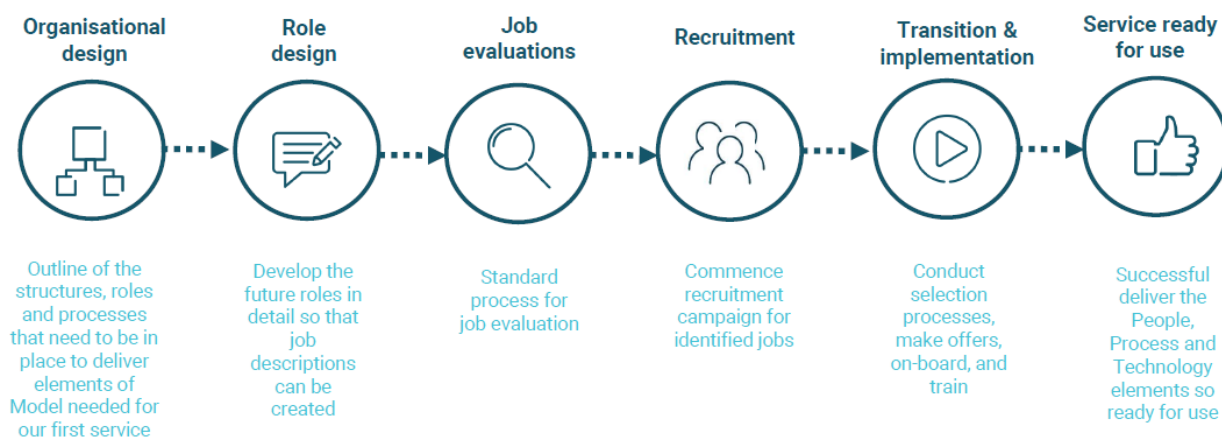 Organisational
design
Outline of the
structures, roles
and processes
that need to be in
place to deliver
elements of
Model needed for
our first service
Role
design
Develop the
future roles in
detail so that
job
descriptions
can be
created
Job
evaluations
Standard
process for
job evaluation
Recruitment
Commence
recruitment
campaign for
identified jobs
Transition &
implementation
Conduct
selection
processes,
make offers,
on-board, and
train
Service ready
for use
Successful
deliver the
People,
Process and
Technology
elements so
ready for use